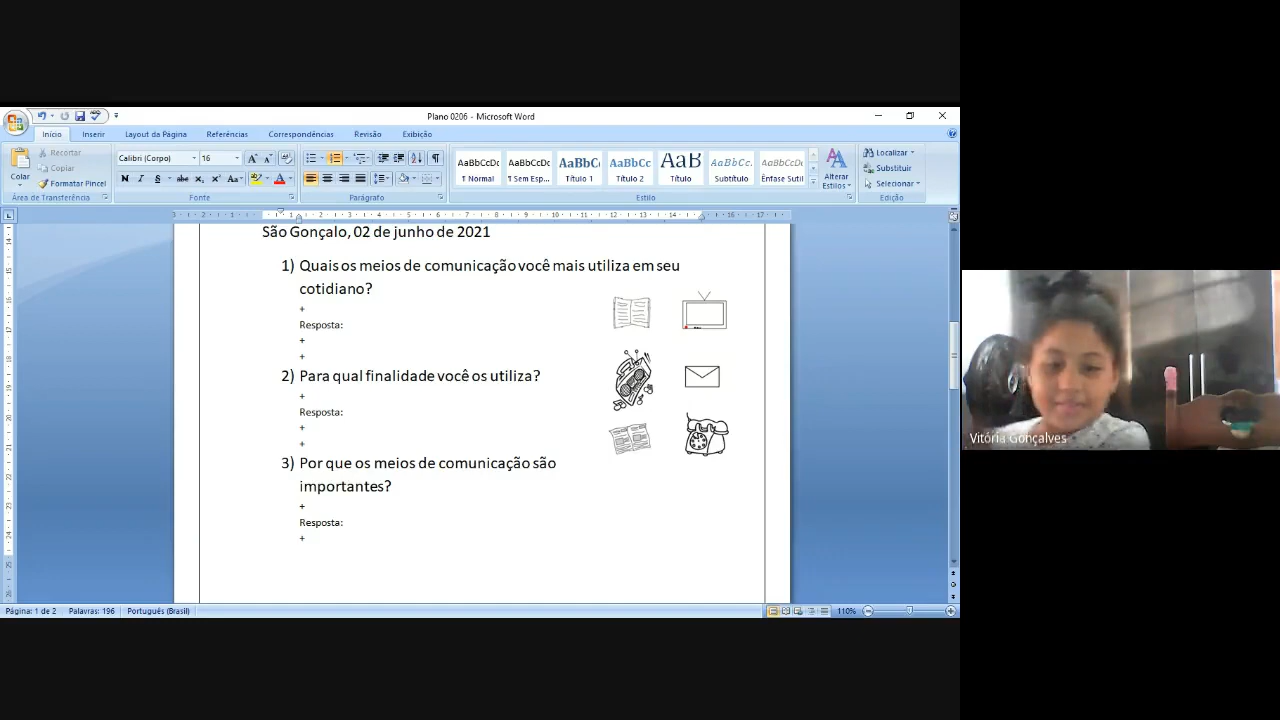 Plano 0206 - Microsoft Word
Início Inserir Layout da Página Referências Correspondências Revisão Exibição
Colar
Recortar
Copiar
Formatar Pincel
Área de Transferência
Calibri (Corpo) 16
N I S abc x₂ x² Aa
Fonte
Parágrafo
AaBbCcDc AaBbCcDc AaBbC AaBbCc AaB AaBbCc. AaBbCcDc
¶ Normal ¶ Sem Esp... Título 1 Título 2 Título Subtítulo Ênfase Sutil
Alterar
Estilos
Estilo
Localizar
Substituir
Selecionar
Edição
São Gonçalo, 02 de junho de 2021
1) Quais os meios de comunicação você mais utiliza em seu
cotidiano?
+
Resposta:
+
+
2) Para qual finalidade você os utiliza?
+
Resposta:
+
+
3) Por que os meios de comunicação são
importantes?
+
Resposta:
+
Página: 1 de 2 Palavras: 196 Português (Brasil) 110%
Vitória Gonçalves